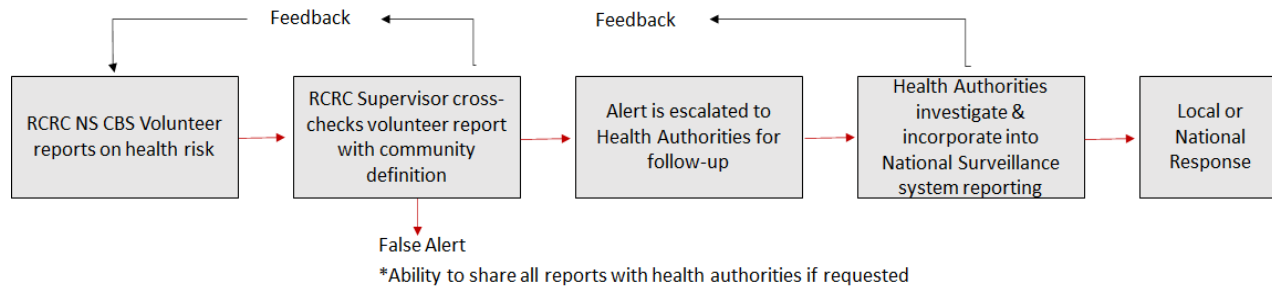 Feedback
Feedback
RCRC NS CBS Volunteer
reports on health risk
RCRC Supervisor cross-
checks volunteer report
with community
definition
Alert is escalated to
Health Authorities for
follow-up
Health Authorities
investigate &
incorporate into
National Surveillance
system reporting
Local or
National
Response
False Alert
*Ability to share all reports with health authorities if requested